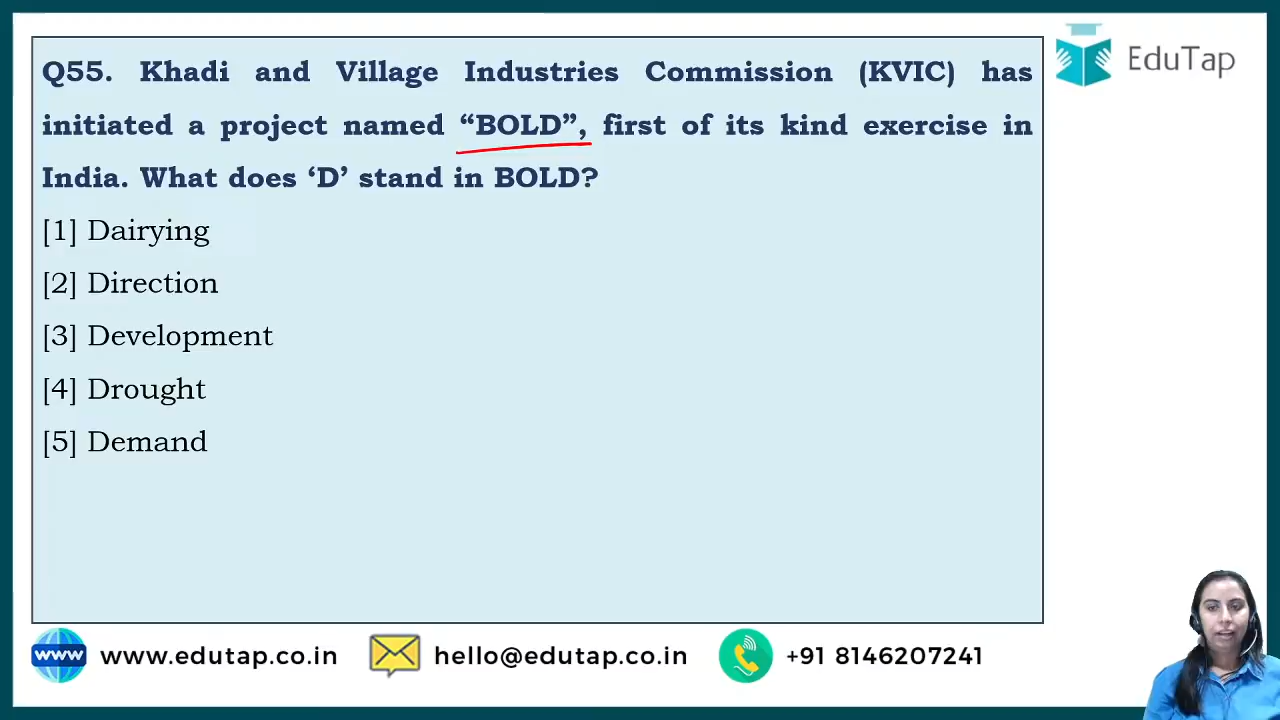 EduTap
Q55. Khadi and Village Industries Commission (KVIC) has
initiated a project named “BOLD”, first of its kind exercise in
India. What does ‘D’ stand in BOLD?
[1] Dairying
[2] Direction
[3] Development
[4] Drought
[5] Demand
www www.edutap.co.in hello@edutap.co.in +91 8146207241